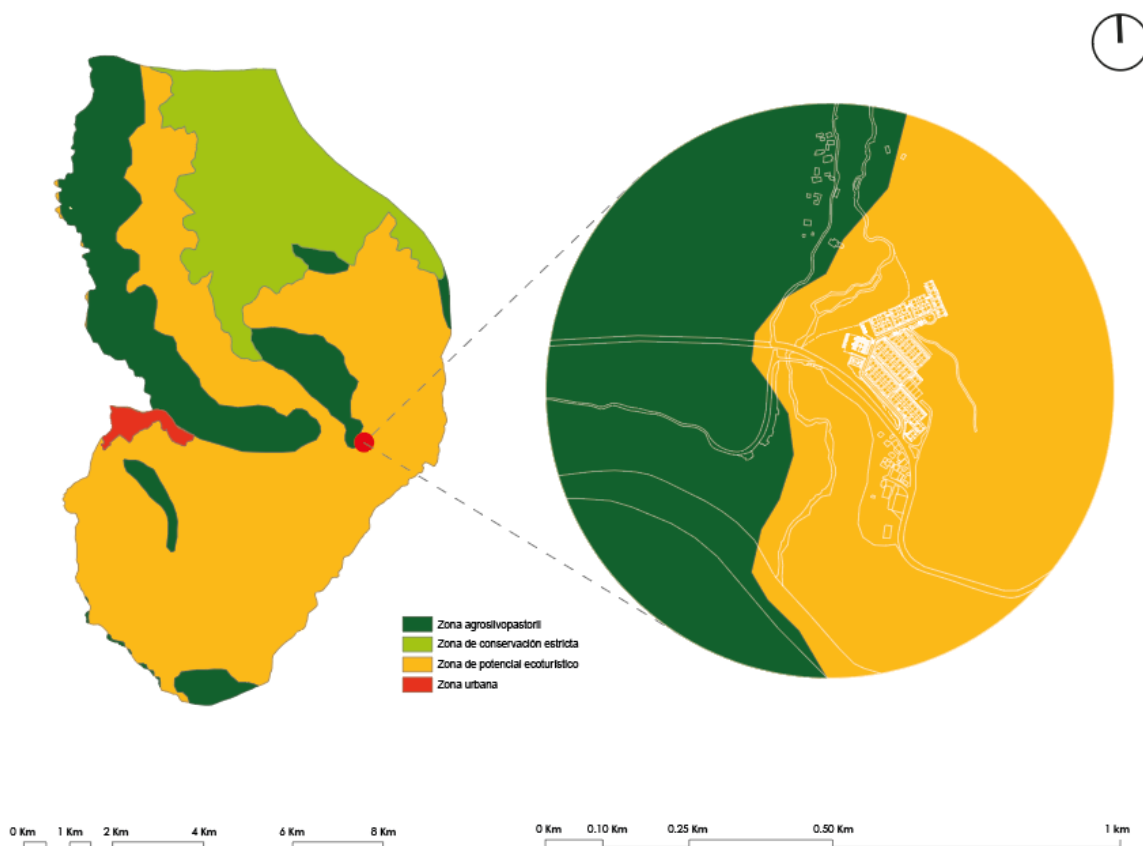 Zona agrosilvopastoril
Zona de conservación estricta
Zona de potencial ecoturístico
Zona urbana
0 Km 1 Km 2 Km 4 Km 6 Km 8 Km
0 Km 0.10 Km 0.25 Km 0.50 Km 1 km